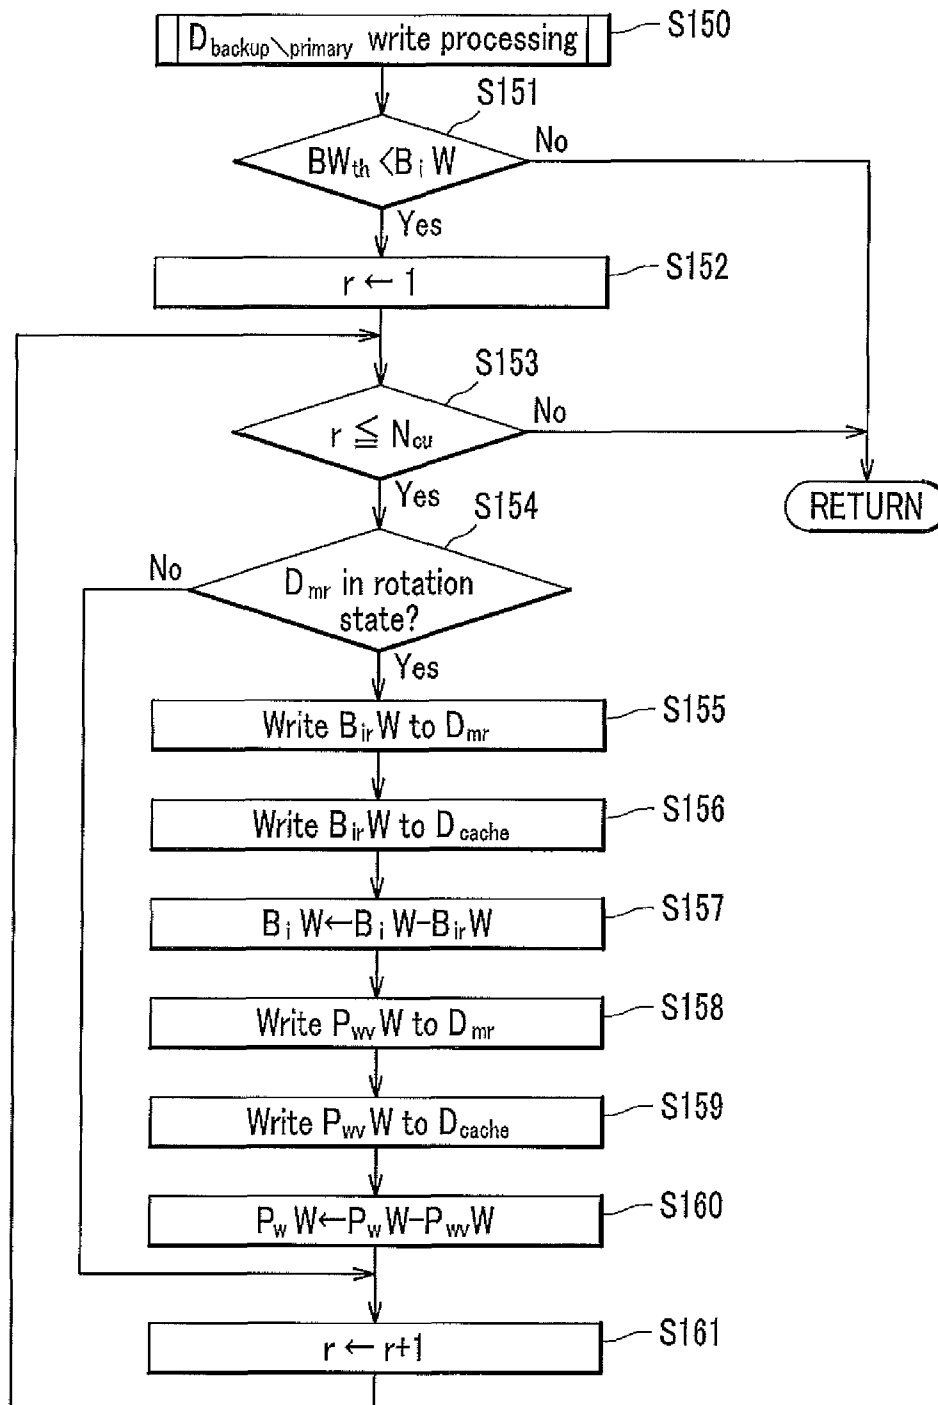 D_backup\primary write processing
S150
S151
BW_th <B_i W
No
Yes
S152
r ← 1
S153
r ≦ N_cu
No
Yes
RETURN
S154
No
D_mr in rotation
state?
Yes
S155
Write B_ir W to D_mr
S156
Write B_ir W to D_cache
S157
B_i W←B_i W-B_ir W
S158
Write P_wv W to D_mr
S159
Write P_wv W to D_cache
S160
P_w W←P_w W-P_wv W
S161
r ← r+1